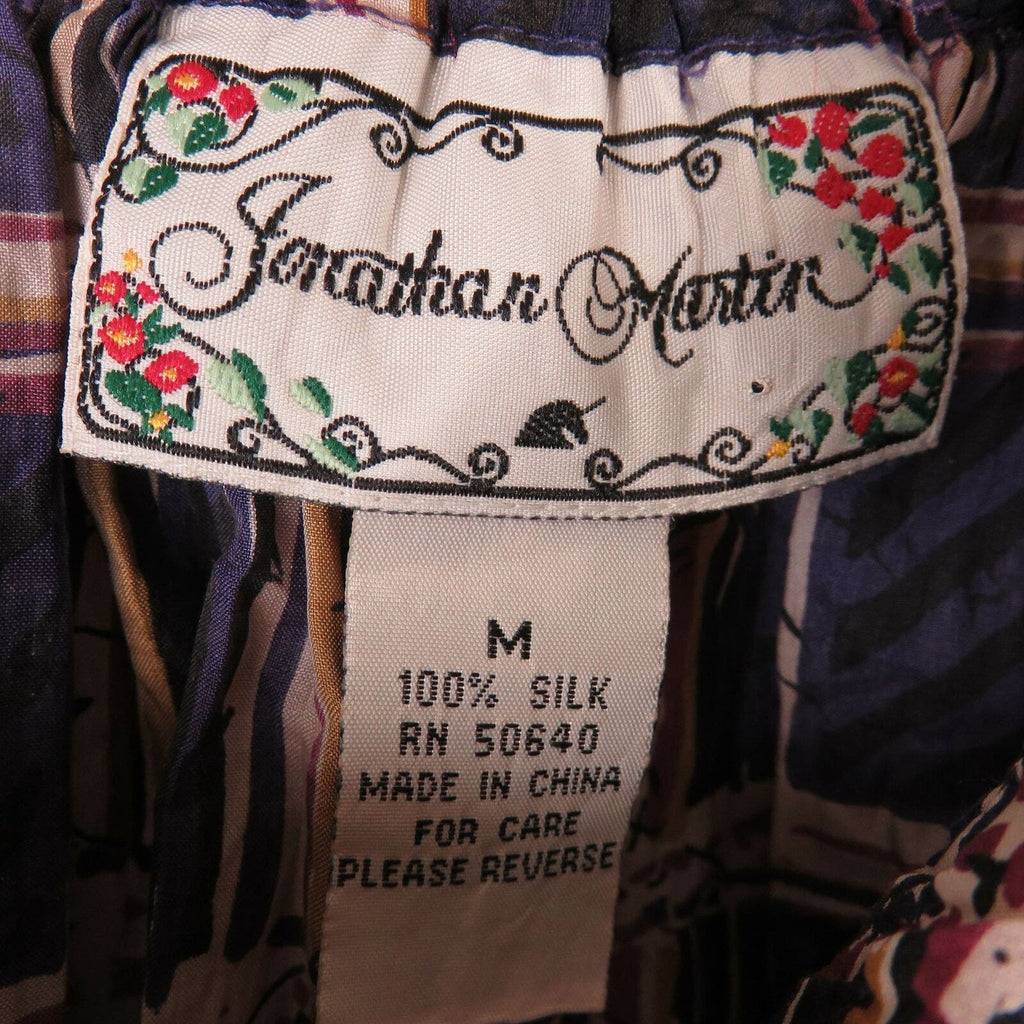 Jonathan Martin
M
100% SILK
RN 50640
MADE IN CHINA
FOR CARE
PLEASE REVERSE